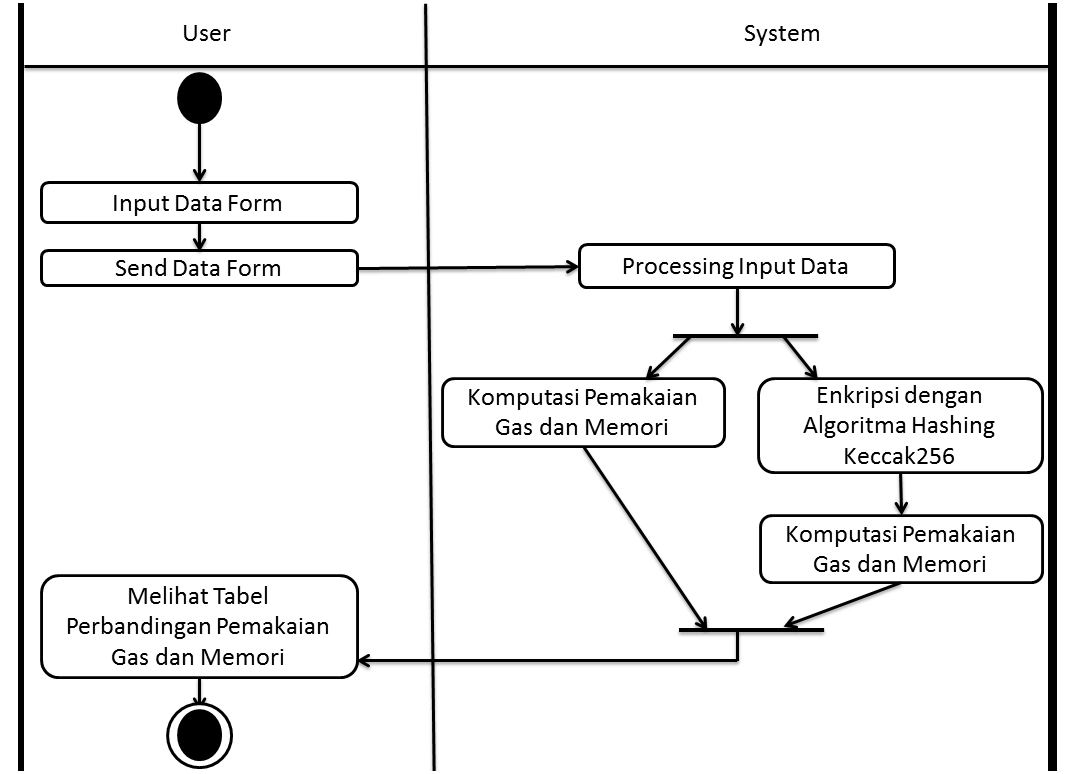 User
System
Input Data Form
Send Data Form
Processing Input Data
Komputasi Pemakaian
Gas dan Memori
Enkripsi dengan
Algoritma Hashing
Keccak256
Komputasi Pemakaian
Gas dan Memori
Melihat Tabel
Perbandingan Pemakaian
Gas dan Memori